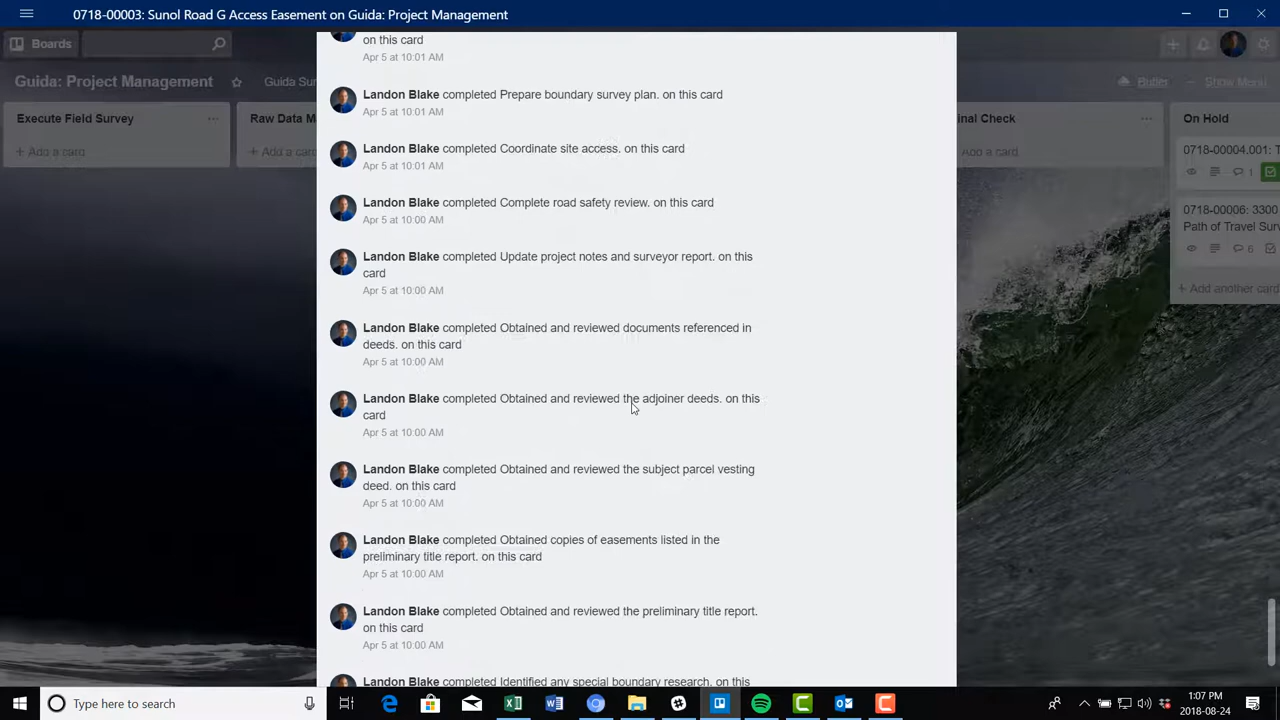 0718-00003: Sunol Road G Access Easement on Guida: Project Management
Boards
Guida: Project Management
Guida Su
Butler
Show Menu
Execute Field Survey
Raw Data M
inal Check
On Hold
+ Add a card
+ Add a card
Add a card
0718-00004.001: T
1
0718-00006: 3300
Path of Travel Surv
6
+ Add another card
on this card
Apr 5 at 10:01 AM
Landon Blake completed Prepare boundary survey plan. on this card
Apr 5 at 10:01 AM
Landon Blake completed Coordinate site access. on this card
Apr 5 at 10:01 AM
Landon Blake completed Complete road safety review. on this card
Apr 5 at 10:00 AM
Landon Blake completed Update project notes and surveyor report. on this
card
Apr 5 at 10:00 AM
Landon Blake completed Obtained and reviewed documents referenced in
deeds. on this card
Apr 5 at 10:00 AM
Landon Blake completed Obtained and reviewed the adjoiner deeds. on this
card
Apr 5 at 10:00 AM
Landon Blake completed Obtained and reviewed the subject parcel vesting
deed. on this card
Apr 5 at 10:00 AM
Landon Blake completed Obtained copies of easements listed in the
preliminary title report. on this card
Apr 5 at 10:00 AM
Landon Blake completed Obtained and reviewed the preliminary title report.
on this card
Apr 5 at 10:00 AM
Landon Blake completed Identified any special boundary research. on this
Type here to search
1:07 PM
2018-08-24